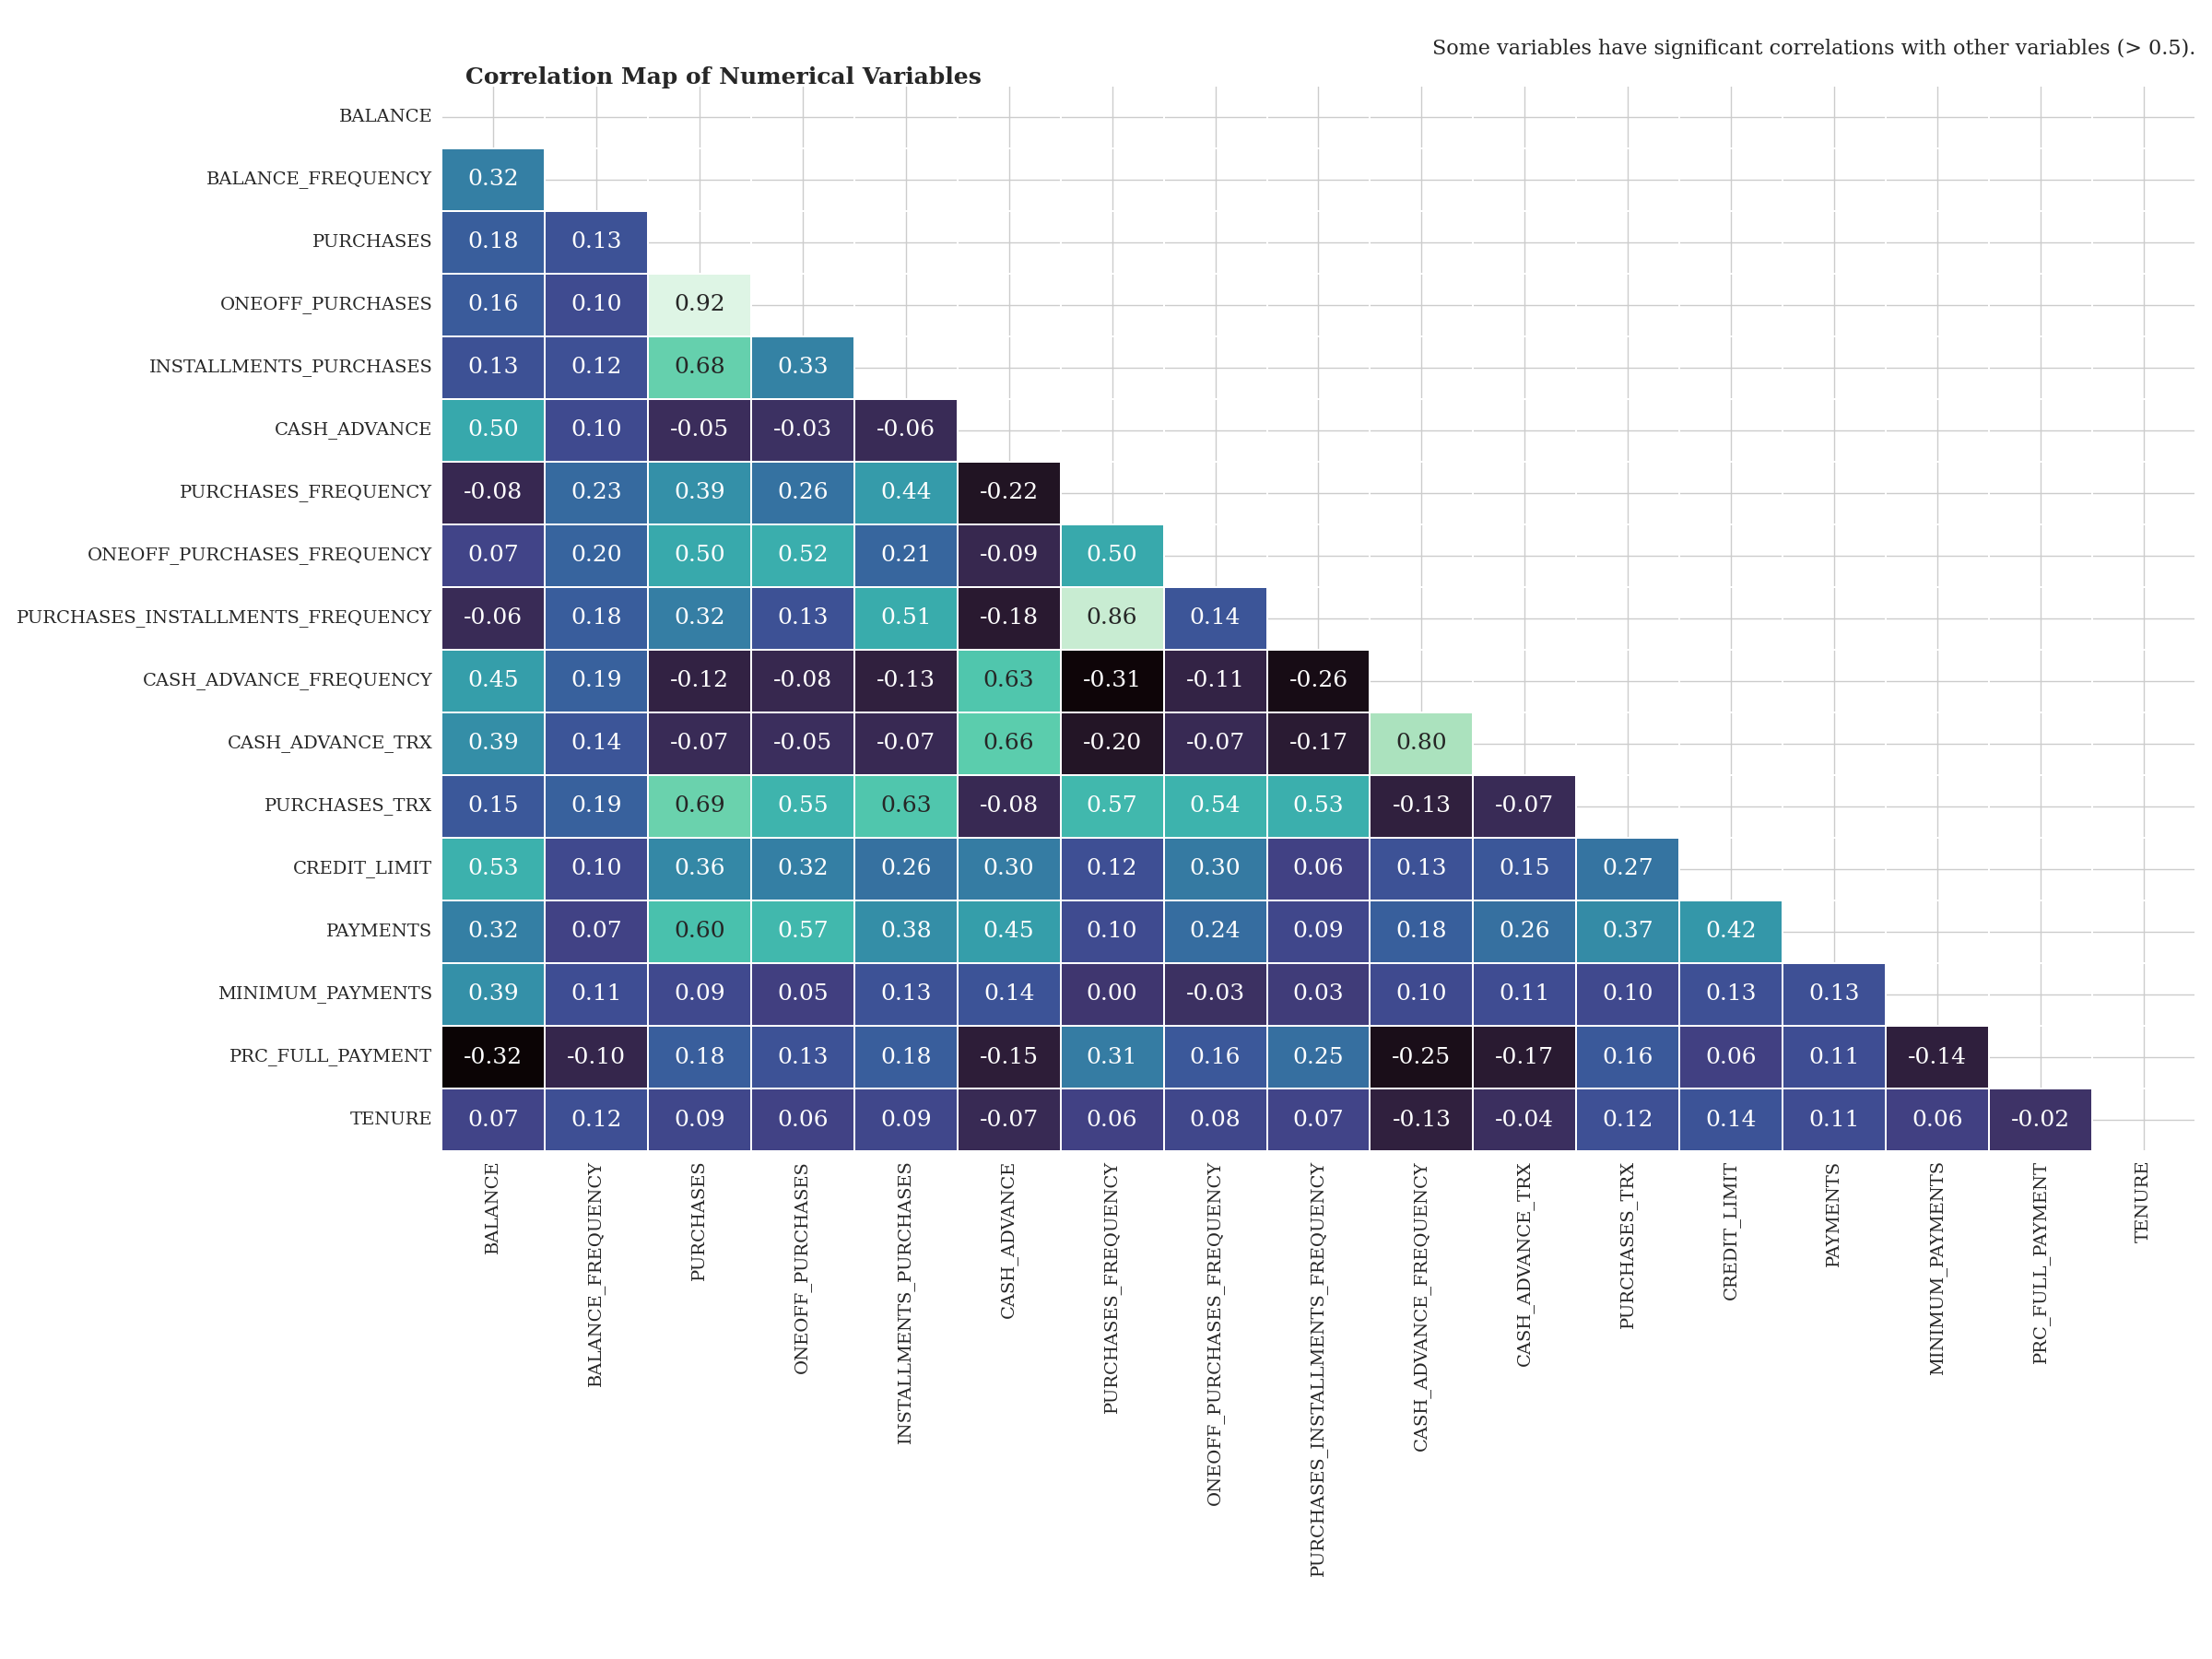 Some variables have significant correlations with other variables (> 0.5).
Correlation Map of Numerical Variables
BALANCE
BALANCE_FREQUENCY 0.32
PURCHASES 0.18 0.13
ONEOFF_PURCHASES 0.16 0.10 0.92
INSTALLMENTS_PURCHASES 0.13 0.12 0.68 0.33
CASH_ADVANCE 0.50 0.10 -0.05 -0.03 -0.06
PURCHASES_FREQUENCY -0.08 0.23 0.39 0.26 0.44 -0.22
ONEOFF_PURCHASES_FREQUENCY 0.07 0.20 0.50 0.52 0.21 -0.09 0.50
PURCHASES_INSTALLMENTS_FREQUENCY -0.06 0.18 0.32 0.13 0.51 -0.18 0.86 0.14
CASH_ADVANCE_FREQUENCY 0.45 0.19 -0.12 -0.08 -0.13 0.63 -0.31 -0.11 -0.26
CASH_ADVANCE_TRX 0.39 0.14 -0.07 -0.05 -0.07 0.66 -0.20 -0.07 -0.17 0.80
PURCHASES_TRX 0.15 0.19 0.69 0.55 0.63 -0.08 0.57 0.54 0.53 -0.13 -0.07
CREDIT_LIMIT 0.53 0.10 0.36 0.32 0.26 0.30 0.12 0.30 0.06 0.13 0.15 0.27
PAYMENTS 0.32 0.07 0.60 0.57 0.38 0.45 0.10 0.24 0.09 0.18 0.26 0.37 0.42
MINIMUM_PAYMENTS 0.39 0.11 0.09 0.05 0.13 0.14 0.00 -0.03 0.03 0.10 0.11 0.10 0.13 0.13
PRC_FULL_PAYMENT -0.32 -0.10 0.18 0.13 0.18 -0.15 0.31 0.16 0.25 -0.25 -0.17 0.16 0.06 0.11 -0.14
TENURE 0.07 0.12 0.09 0.06 0.09 -0.07 0.06 0.08 0.07 -0.13 -0.04 0.12 0.14 0.11 0.06 -0.02
BALANCE
BALANCE_FREQUENCY
PURCHASES
ONEOFF_PURCHASES
INSTALLMENTS_PURCHASES
CASH_ADVANCE
PURCHASES_FREQUENCY
ONEOFF_PURCHASES_FREQUENCY
PURCHASES_INSTALLMENTS_FREQUENCY
CASH_ADVANCE_FREQUENCY
CASH_ADVANCE_TRX
PURCHASES_TRX
CREDIT_LIMIT
PAYMENTS
MINIMUM_PAYMENTS
PRC_FULL_PAYMENT
TENURE